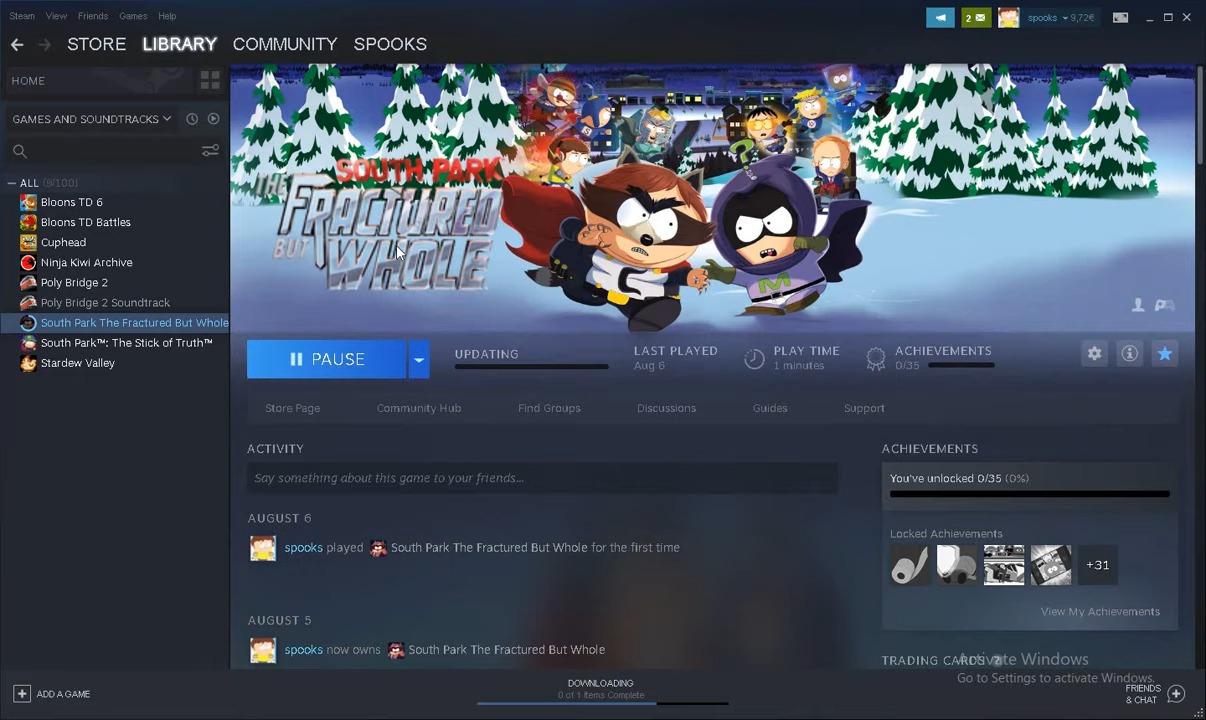 Steam View Friends Games Help
2 spooks 9,72€
STORE LIBRARY COMMUNITY SPOOKS
HOME
GAMES AND SOUNDTRACKS
ALL (9/100)
Bloons TD 6
Bloons TD Battles
Cuphead
Ninja Kiwi Archive
Poly Bridge 2
Poly Bridge 2 Soundtrack
South Park The Fractured But Whole
South Park™: The Stick of Truth™
Stardew Valley
SOUTH PARK
THE FRACTURED
BUT WHOLE
PAUSE
UPDATING
LAST PLAYED
Aug 6
PLAY TIME
1 minutes
ACHIEVEMENTS
0/35
Store Page Community Hub Find Groups Discussions Guides Support
ACTIVITY
Say something about this game to your friends...
AUGUST 6
spooks played South Park The Fractured But Whole for the first time
AUGUST 5
spooks now owns South Park The Fractured But Whole
ACHIEVEMENTS
You've unlocked 0/35 (0%)
Locked Achievements
+31
View My Achievements
TRADING CARDS
Activate Windows
Go to Settings to activate Windows.
ADD A GAME
DOWNLOADING
0 of 1 Items Complete
FRIENDS
& CHAT